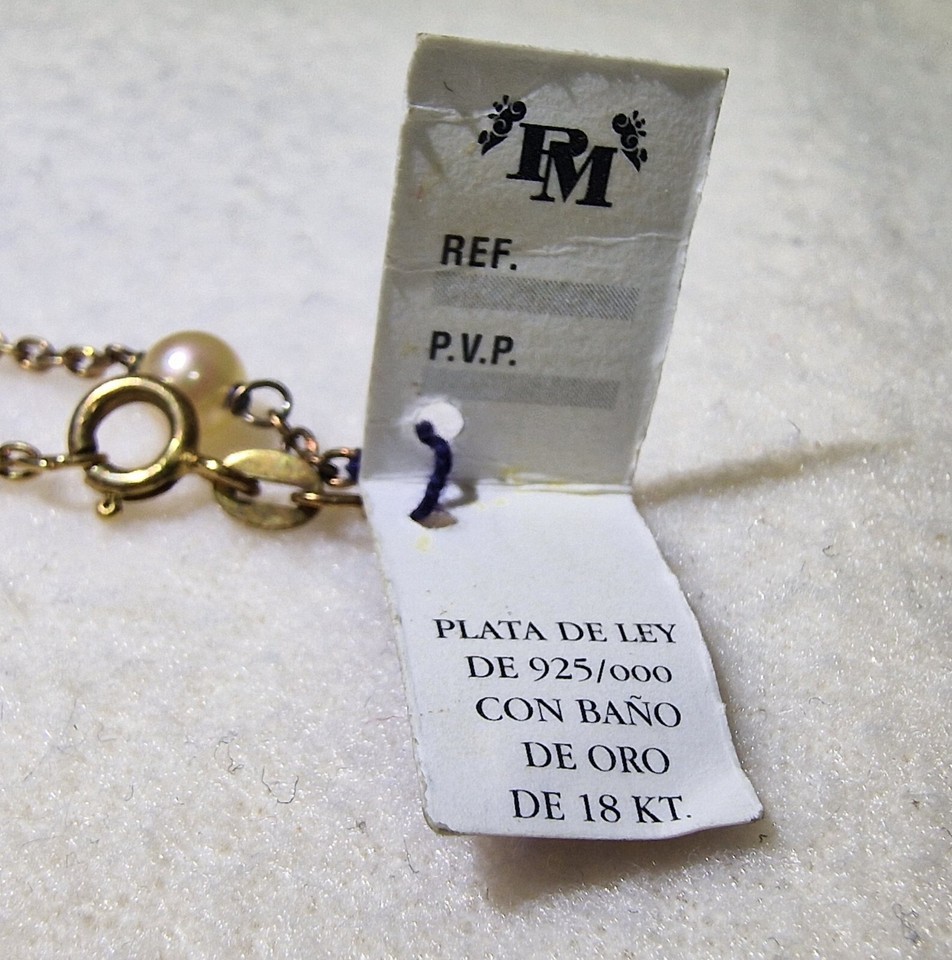 PM
REF.
P.V.P.
PLATA DE LEY
DE 925/000
CON BAÑO
DE ORO
DE 18 KT.